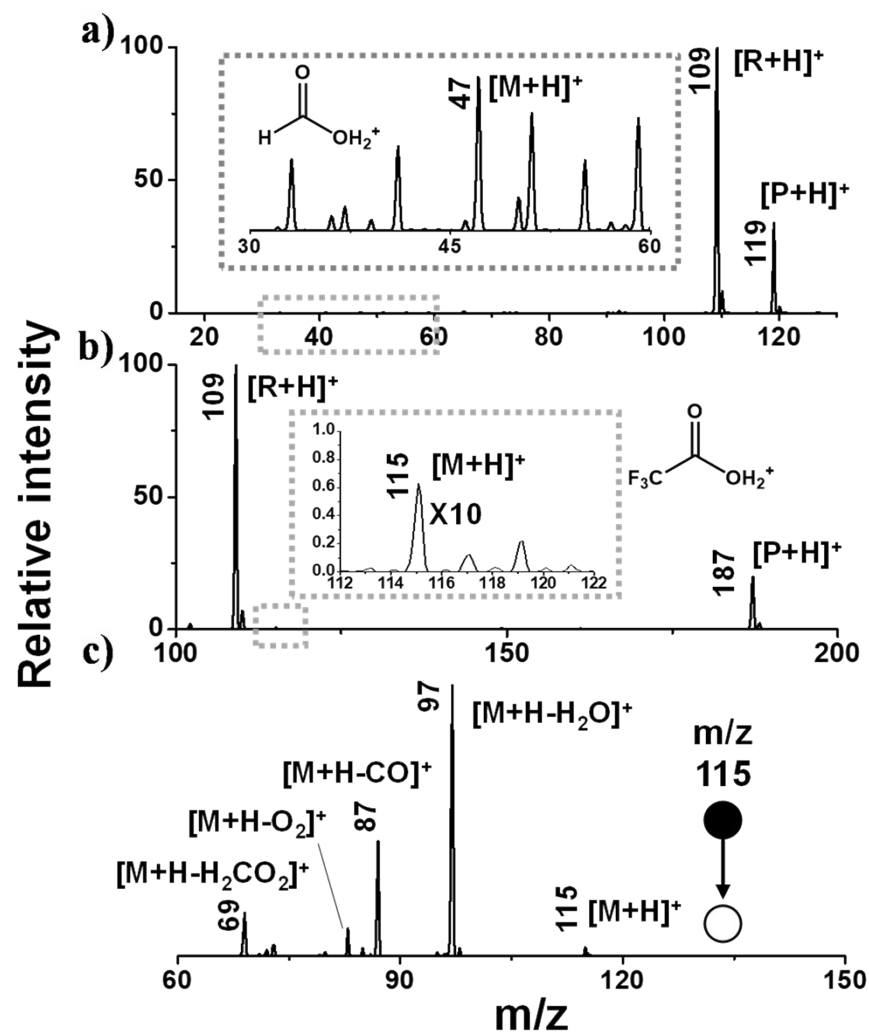 a)
100
50
0
[R+H]⁺
109
[P+H]⁺
119
[M+H]⁺
47
O
H
OH₂⁺
30 45 60
20 40 60 80 100 120
Relative intensity
b)
100
50
0
109
[R+H]⁺
1.0
0.8
0.6
0.4
0.2
0.0
115
[M+H]⁺
X10
112 114 116 118 120 122
O
F₃C
OH₂⁺
187
[P+H]⁺
100 150 200
c)
97
[M+H-H₂O]⁺
[M+H-CO]⁺
87
[M+H-O₂]⁺
[M+H-H₂CO₂]⁺
69
115
[M+H]⁺
m/z
115
60 90 120 150
m/z